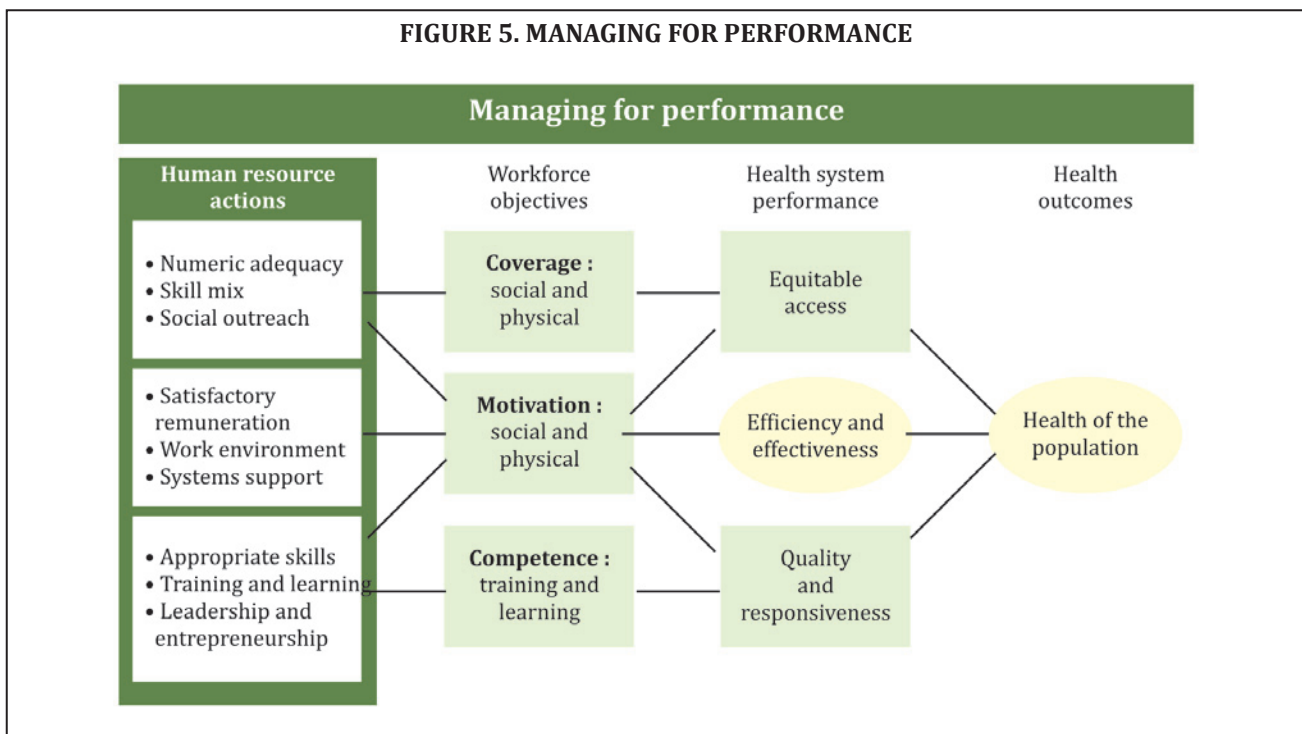 FIGURE 5. MANAGING FOR PERFORMANCE
Managing for performance
Human resource
actions
• Numeric adequacy
• Skill mix
• Social outreach
• Satisfactory
remuneration
• Work environment
• Systems support
• Appropriate skills
• Training and learning
• Leadership and
entrepreneurship
Workforce
objectives
Coverage :
social and
physical
Motivation :
social and
physical
Competence :
training and
learning
Health system
performance
Equitable
access
Efficiency and
effectiveness
Quality
and
responsiveness
Health
outcomes
Health of the
population